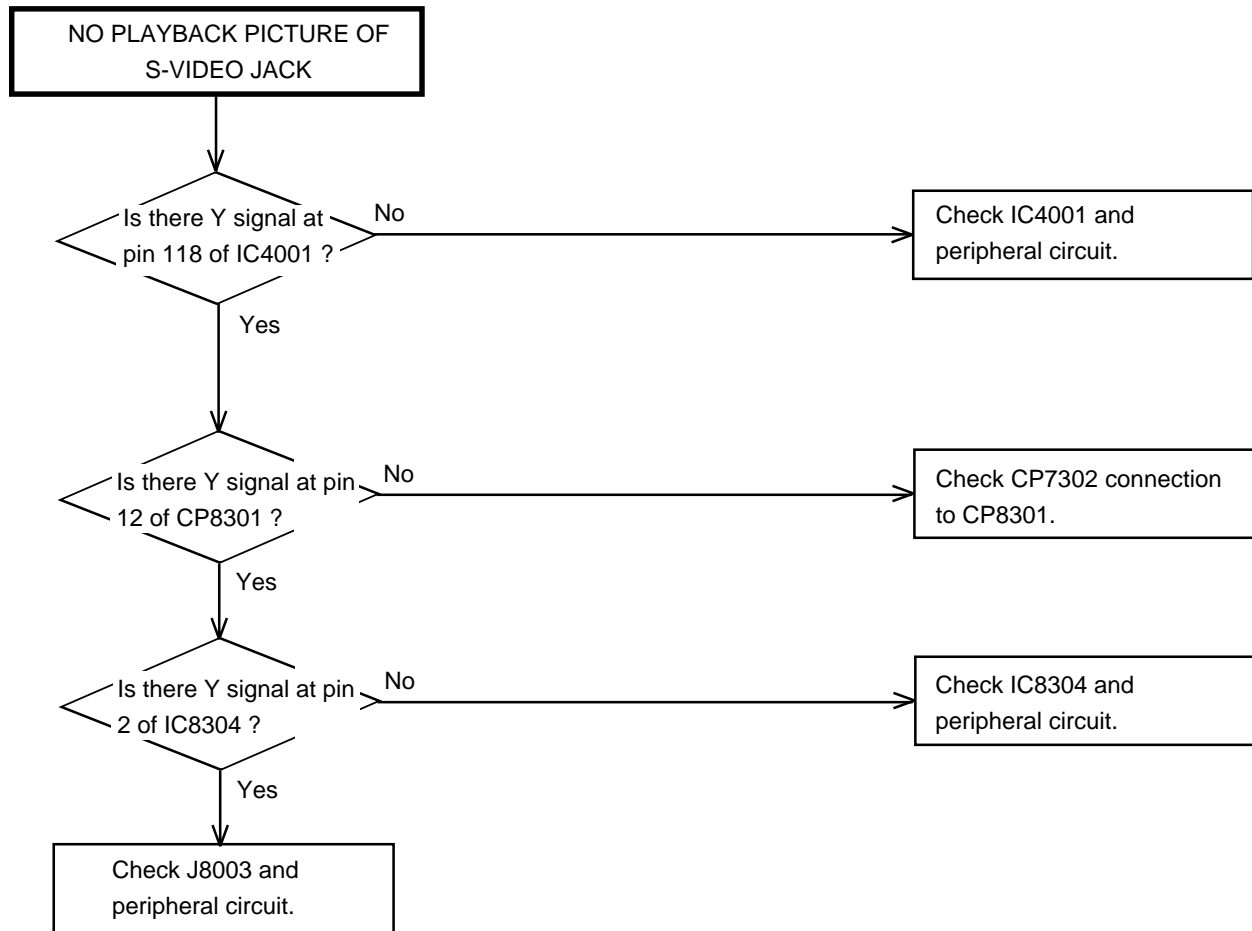 NO PLAYBACK PICTURE OF
S-VIDEO JACK
Is there Y signal at
pin 118 of IC4001 ?
No
Check IC4001 and
peripheral circuit.
Yes
Is there Y signal at pin
12 of CP8301 ?
No
Check CP7302 connection
to CP8301.
Yes
Is there Y signal at pin
2 of IC8304 ?
No
Check IC8304 and
peripheral circuit.
Yes
Check J8003 and
peripheral circuit.